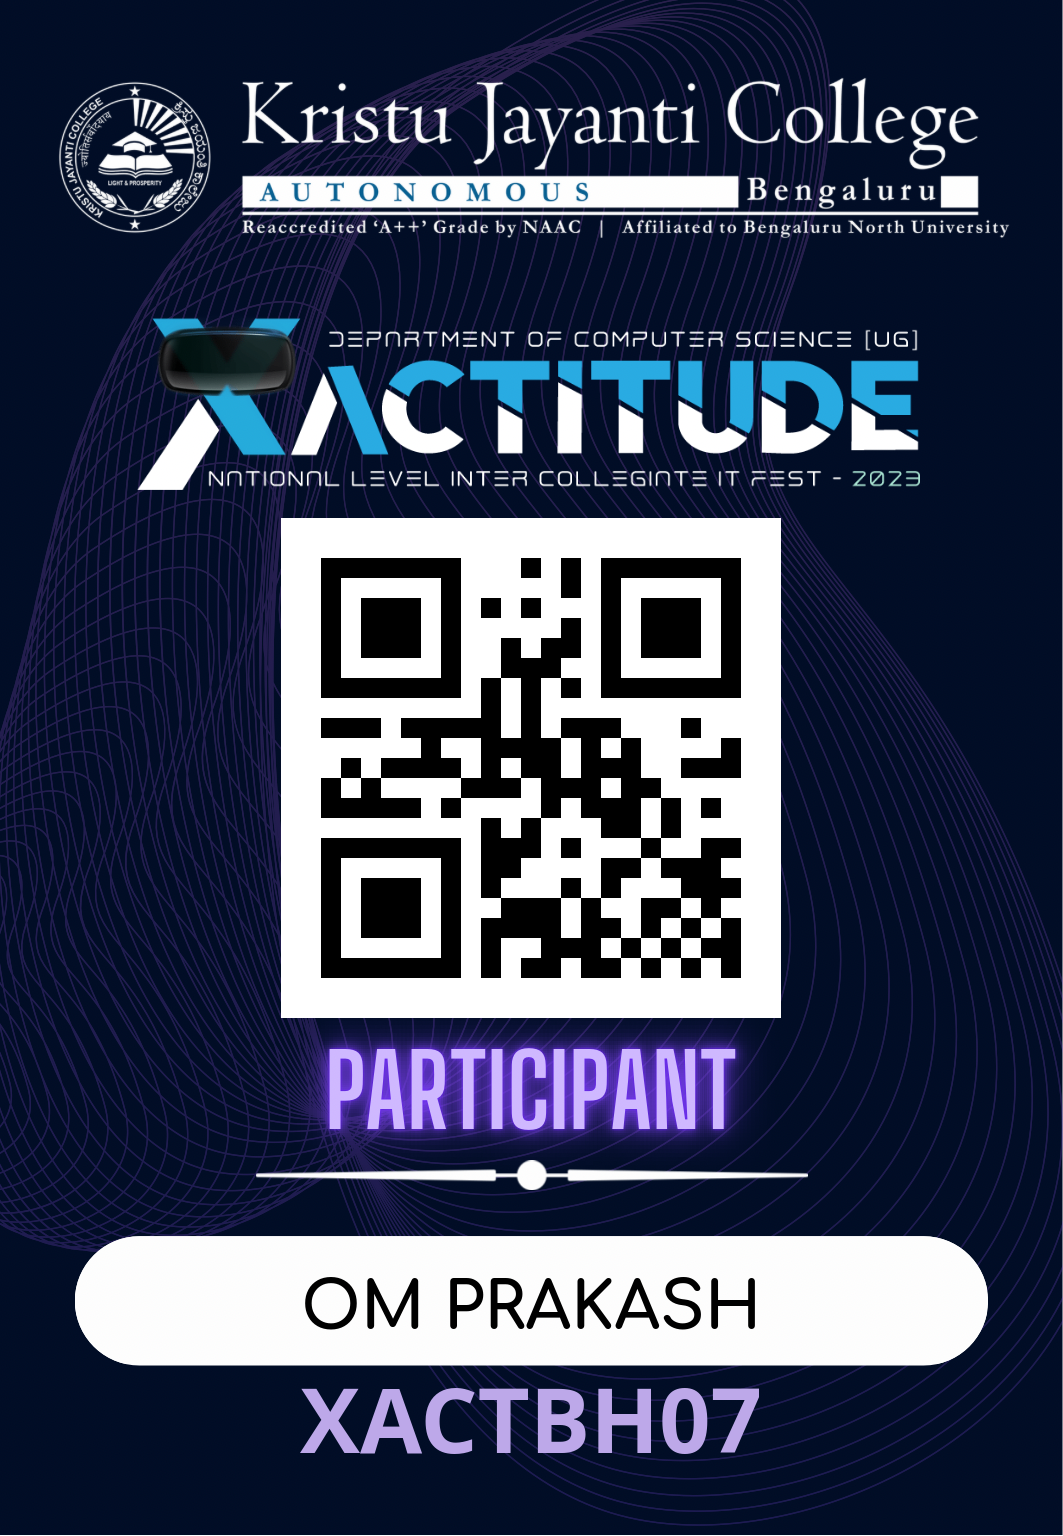 Kristu Jayanti College
AUTONOMOUS Bengaluru
Reaccredited ‘A++’ Grade by NAAC | Affiliated to Bengaluru North University
KRISTU JAYANTI COLLEGE
LIGHT & PROSPERITY
DEPARTMENT OF COMPUTER SCIENCE [UG]
XACTITUDE
NATIONAL LEVEL INTER COLLEGIATE IT FEST - 2023
PARTICIPANT
OM PRAKASH
XACTBH07